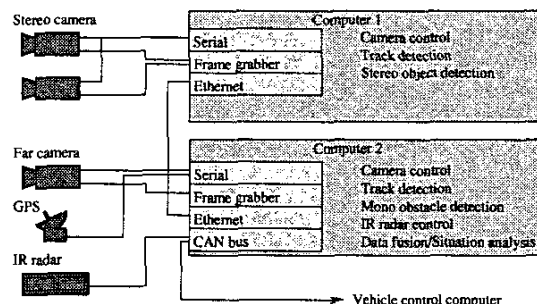 Stereo camera
Computer 1
Serial
Camera control
Track detection
Frame grabber
Stereo object detection
Ethernet
Computer 2
Far camera
Camera control
Serial
Track detection
Frame grabber
Mono obstacle detection
GPS
Ethernet
IR radar control
CAN bus
Data fusion/Situation analysis
IR radar
Vehicle control computer